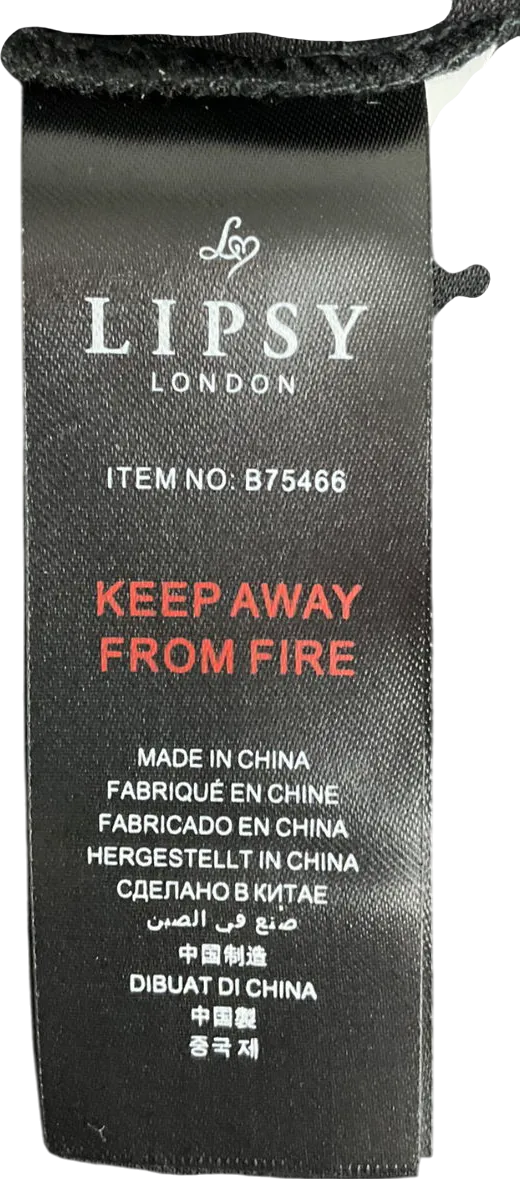 LIPSY
LONDON
ITEM NO: B75466
KEEP AWAY
FROM FIRE
MADE IN CHINA
FABRIQUÉ EN CHINE
FABRICADO EN CHINA
HERGESTELLT IN CHINA
СДЕЛАНО В КИТАЕ
صنع في الصين
中国制造
DIBUAT DI CHINA
中国製
중국 제